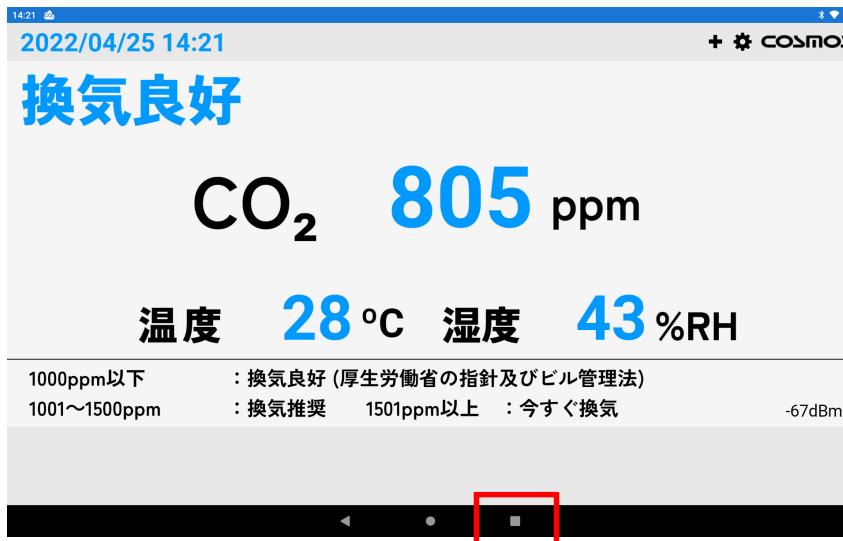 14:21
2022/04/25 14:21
換気良好
CO₂ 805 ppm
温度 28 ℃ 湿度 43 %RH
1000ppm以下 ：換気良好 (厚生労働省の指針及びビル管理法)
1001～1500ppm ：換気推奨 1501ppm以上 ：今すぐ換気
-67dBm